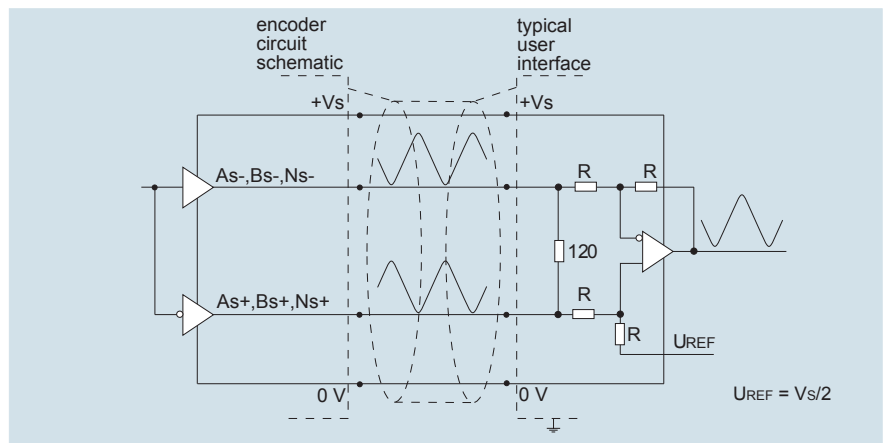 encoder
circuit
schematic
typical
user
interface
+Vs
+Vs
As-,Bs-,Ns-
R
R
120
As+,Bs+,Ns+
R
R
UREF
0 V
0 V
UREF = VS/2